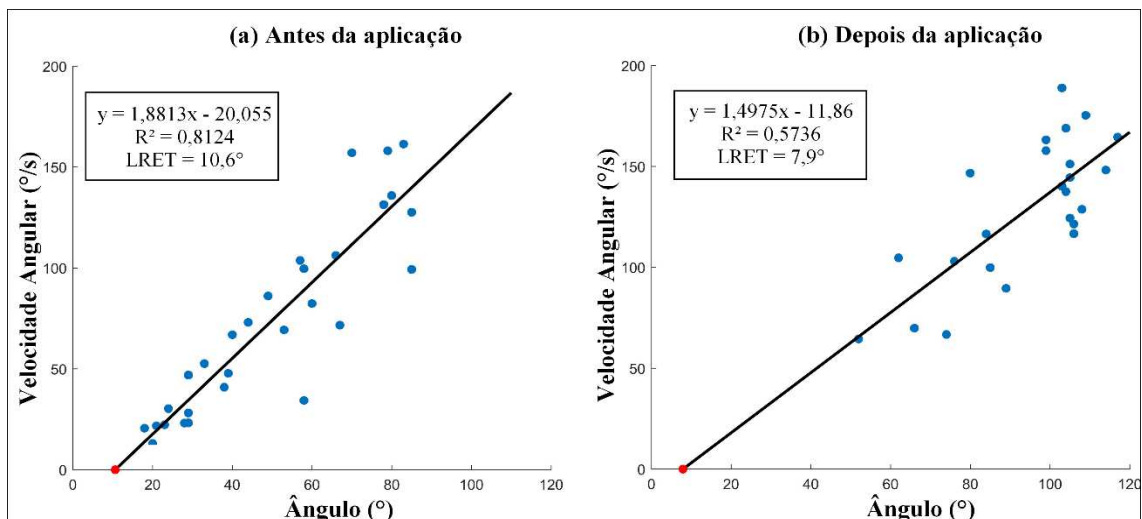 (a) Antes da aplicação
y = 1,8813x - 20,055
R² = 0,8124
LRET = 10,6°
Velocidade Angular (°/s)
200
150
100
50
0
0 20 40 60 80 100 120
Ângulo (°)
(b) Depois da aplicação
y = 1,4975x - 11,86
R² = 0,5736
LRET = 7,9°
Velocidade Angular (°/s)
200
150
100
50
0
0 20 40 60 80 100 120
Ângulo (°)